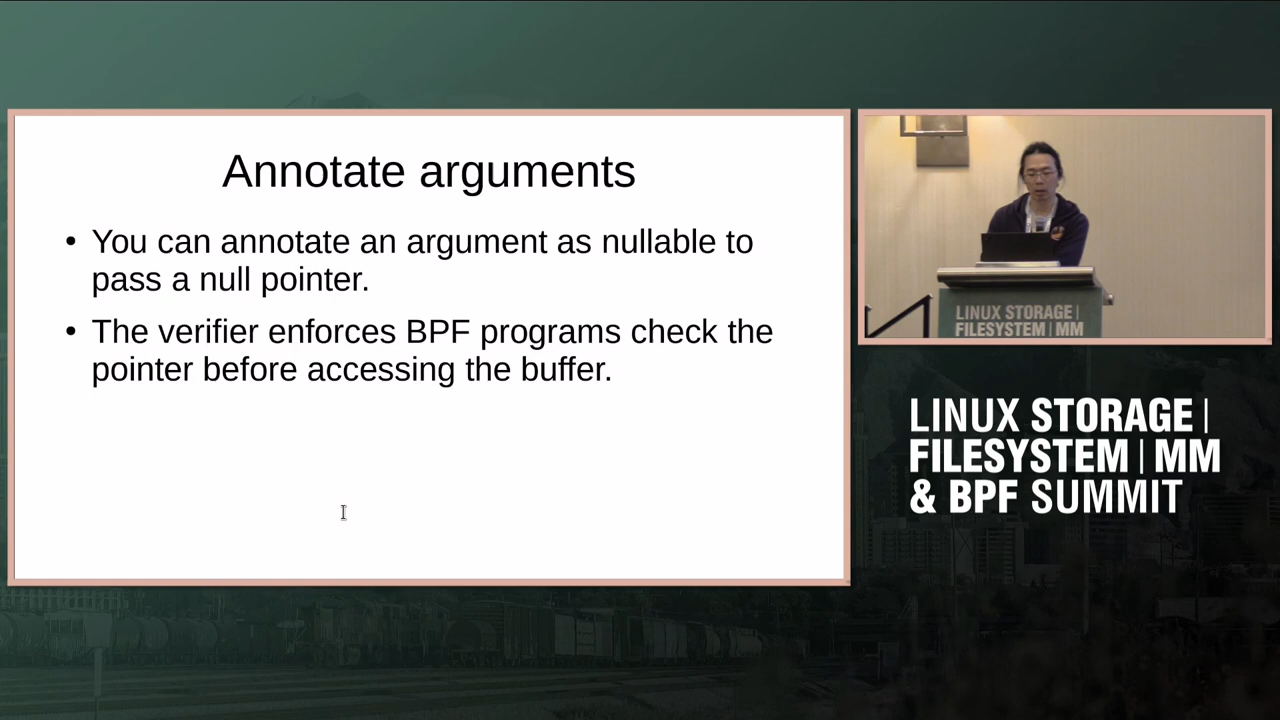 Annotate arguments
• You can annotate an argument as nullable to
pass a null pointer.
• The verifier enforces BPF programs check the
pointer before accessing the buffer.
LINUX STORAGE |
FILESYSTEM | MM
LINUX STORAGE |
FILESYSTEM | MM
& BPF SUMMIT